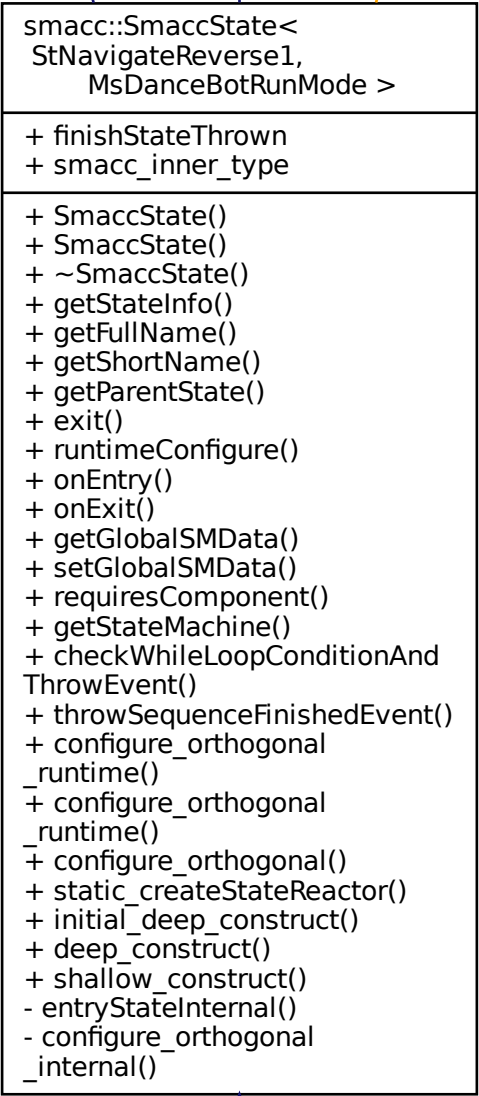 smacc::SmaccState<
StNavigateReverse1,
MsDanceBotRunMode >
+ finishStateThrown
+ smacc_inner_type
+ SmaccState()
+ SmaccState()
+ ~SmaccState()
+ getStateInfo()
+ getFullName()
+ getShortName()
+ getParentState()
+ exit()
+ runtimeConfigure()
+ onEntry()
+ onExit()
+ getGlobalSMData()
+ setGlobalSMData()
+ requiresComponent()
+ getStateMachine()
+ checkWhileLoopConditionAnd
ThrowEvent()
+ throwSequenceFinishedEvent()
+ configure_orthogonal
_runtime()
+ configure_orthogonal
_runtime()
+ configure_orthogonal()
+ static_createStateReactor()
+ initial_deep_construct()
+ deep_construct()
+ shallow_construct()
- entryStateInternal()
- configure_orthogonal
_internal()